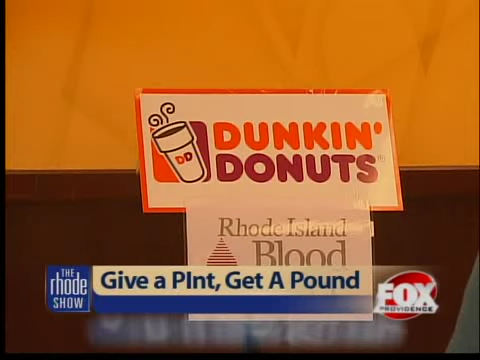 DUNKIN'
DONUTS®
DD
Rhode Island
Blood
THE
rhode
SHOW
Give a PInt, Get A Pound
FOX
PROVIDENCE